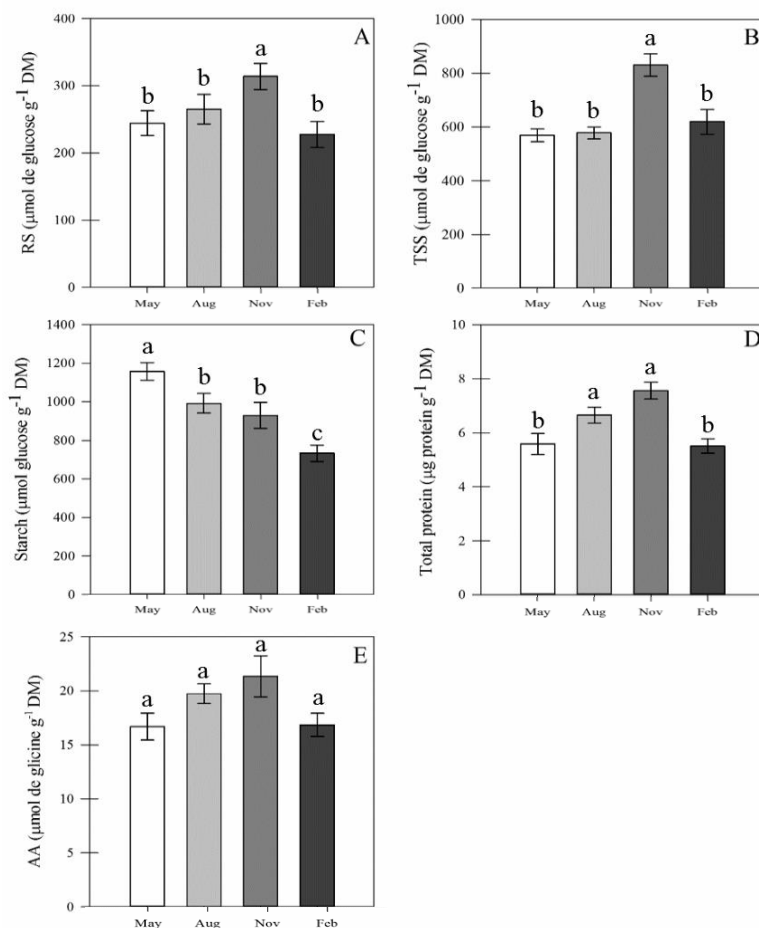 A
RS (µmol de glucose g⁻¹ DM)
400
300
200
100
0
b
b
a
b
May Aug Nov Feb
B
TSS (µmol de glucose g⁻¹ DM)
1000
800
600
400
200
0
b
b
a
b
May Aug Nov Feb
C
Starch (µmol glucose g⁻¹ DM)
1400
1200
1000
800
600
400
200
0
a
b
b
c
May Aug Nov Feb
D
Total protein (µg protein g⁻¹ DM)
10
8
6
4
2
0
b
a
a
b
May Aug Nov Feb
E
AA (µmol de glicine g⁻¹ DM)
25
20
15
10
5
0
a
a
a
a
May Aug Nov Feb